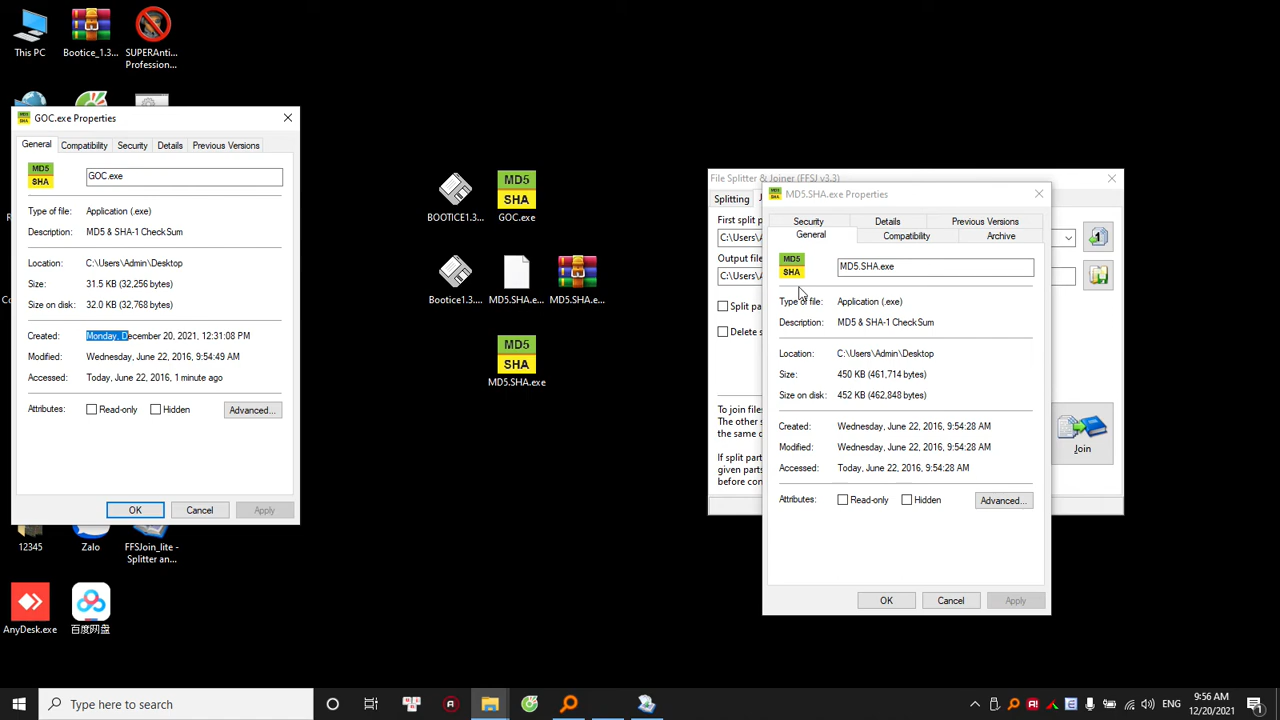 This PC
Bootice_1.3...
SUPERAnti...
Profession...
GOC.exe Properties
General
Compatibility
Security
Details
Previous Versions
MD5
SHA
GOC.exe
Type of file:
Application (.exe)
Description:
MD5 & SHA-1 CheckSum
Location:
C:\Users\Admin\Desktop
Size:
31.5 KB (32,256 bytes)
Size on disk:
32.0 KB (32,768 bytes)
Created:
Monday, December 20, 2021, 12:31:08 PM
Modified:
Wednesday, June 22, 2016, 9:54:49 AM
Accessed:
Today, June 22, 2016, 1 minute ago
Attributes:
Read-only
Hidden
Advanced...
OK
Cancel
Apply
12345
Zalo
FFSJoin_lite -
Splitter an...
AnyDesk.exe
百度网盘
BOOTICE1.3...
MD5
SHA
GOC.exe
Bootice1.3...
MD5.SHA.e...
MD5.SHA.e...
MD5
SHA
MD5.SHA.exe
File Splitter & Joiner (FFSJ v3.3)
Splitting
First split p
C:\Users\A
Output file
C:\Users\A
Split pa
Delete s
To join files
The other s
the same d
If split part
given parts
before con
Join
MD5.SHA.exe Properties
Security
Details
Previous Versions
General
Compatibility
Archive
MD5
SHA
MD5.SHA.exe
Type of file:
Application (.exe)
Description:
MD5 & SHA-1 CheckSum
Location:
C:\Users\Admin\Desktop
Size:
450 KB (461,714 bytes)
Size on disk:
452 KB (462,848 bytes)
Created:
Wednesday, June 22, 2016, 9:54:28 AM
Modified:
Wednesday, June 22, 2016, 9:54:28 AM
Accessed:
Today, June 22, 2016, 9:54:28 AM
Attributes:
Read-only
Hidden
Advanced...
OK
Cancel
Apply
Type here to search
ENG
9:56 AM
12/20/2021